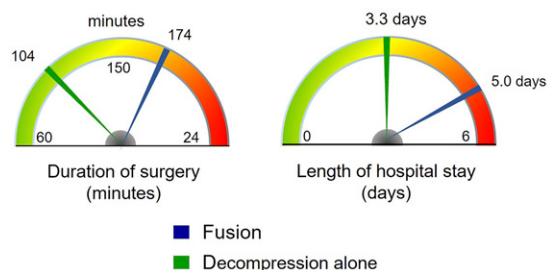 minutes
104
174
150
60
24
Duration of surgery
(minutes)
3.3 days
5.0 days
0
6
Length of hospital stay
(days)
Fusion
Decompression alone